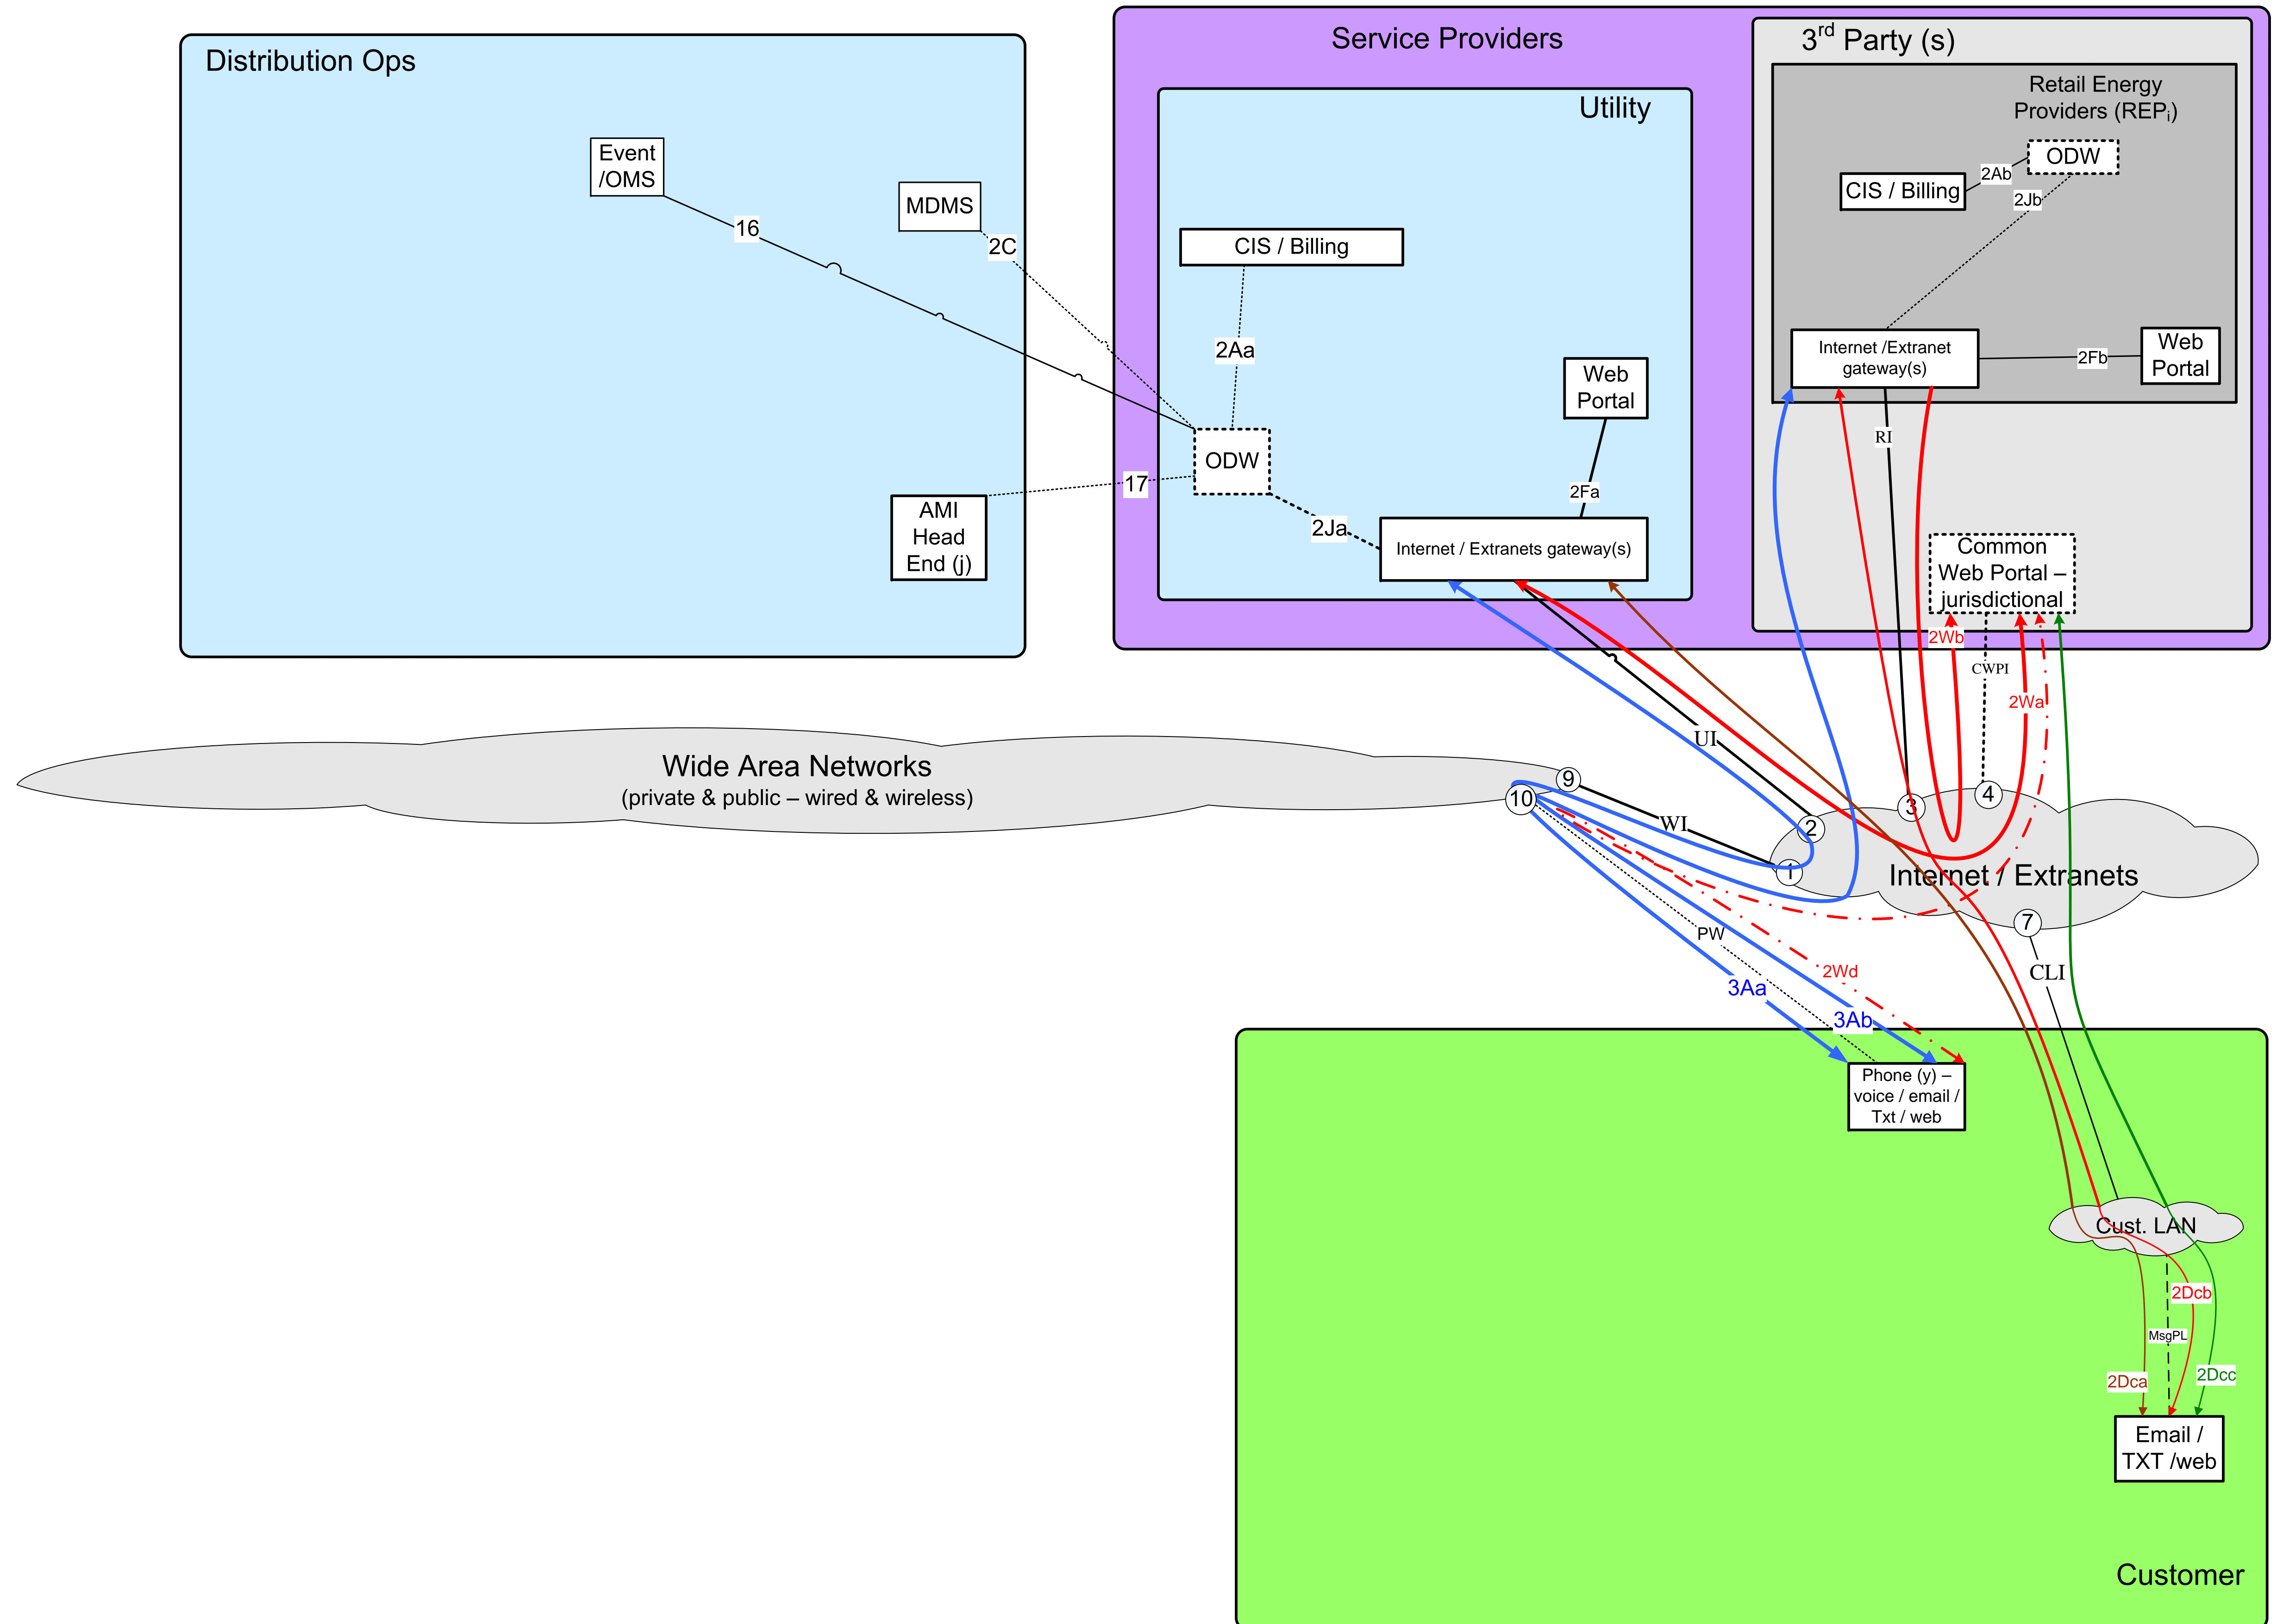 Distribution Ops
Service Providers
3rd Party (s)
Utility
Retail Energy
Providers (REPi)
Event
/OMS
MDMS
16
2C
CIS / Billing
2Aa
ODW
2Ab
CIS / Billing
2Jb
Internet /Extranet
gateway(s)
2Fb
Web
Portal
Web
Portal
RI
ODW
17
2Fa
AMI
Head
End (j)
2Ja
Internet / Extranets gateway(s)
Common
Web Portal –
jurisdictional
2Wb
CWPI
2Wa
UI
Wide Area Networks
(private & public – wired & wireless)
9
10
WI
4
3
2
1
Internet / Extranets
7
PW
2Wd
CLI
3Aa
3Ab
Phone (y) –
voice / email /
Txt / web
Cust. LAN
2Dcb
MsgPL
2Dca
2Dcc
Email /
TXT /web
Customer